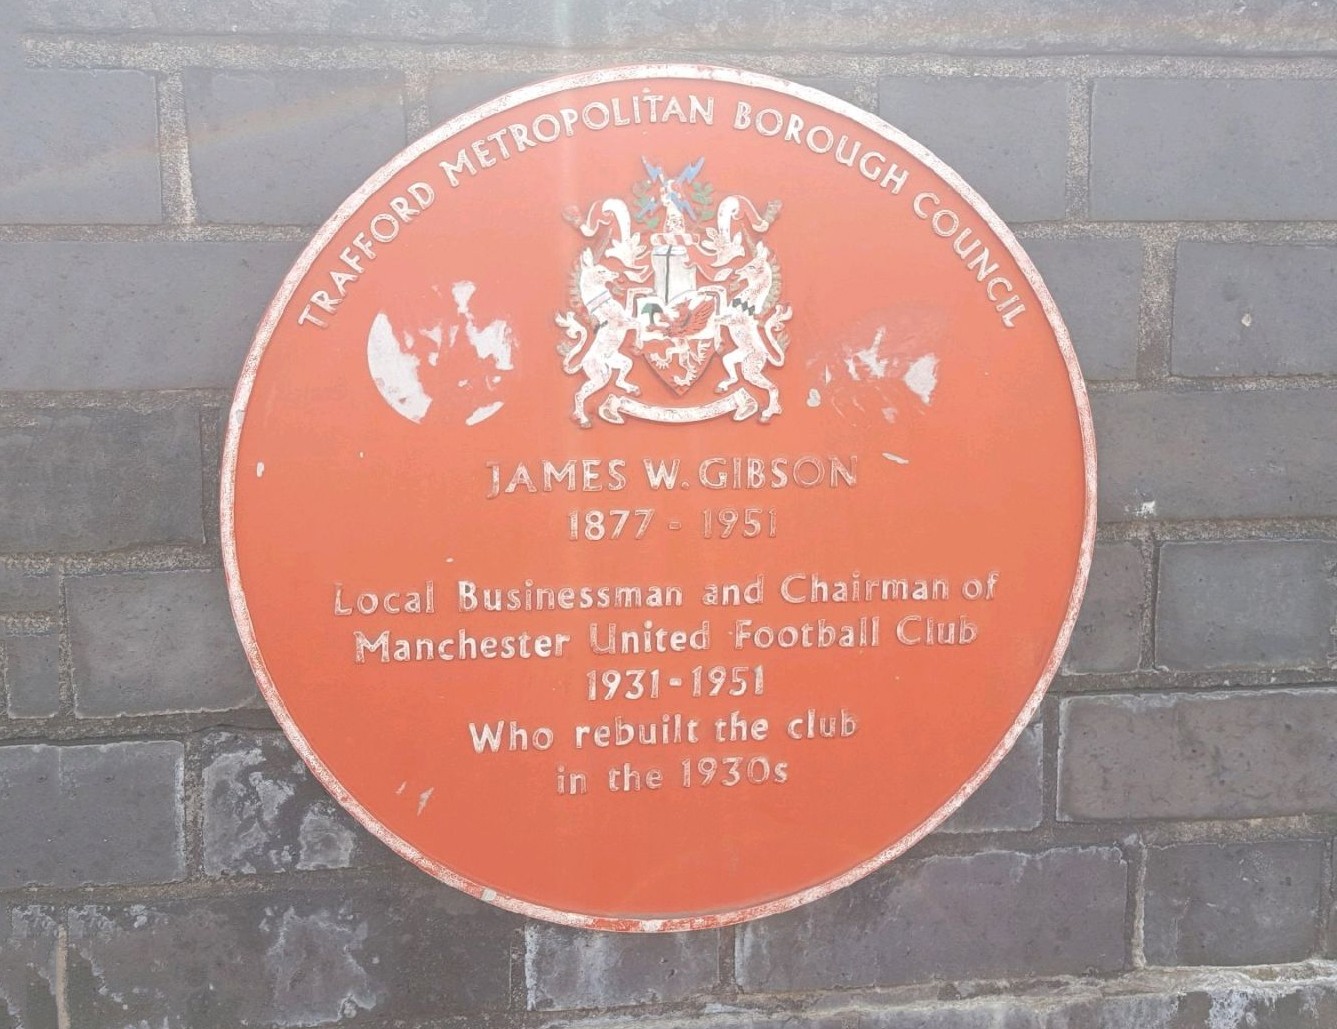 TRAFFORD METROPOLITAN BOROUGH COUNCIL
JAMES W. GIBSON
1877 - 1951
Local Businessman and Chairman of
Manchester United Football Club
1931-1951
Who rebuilt the club
in the 1930s